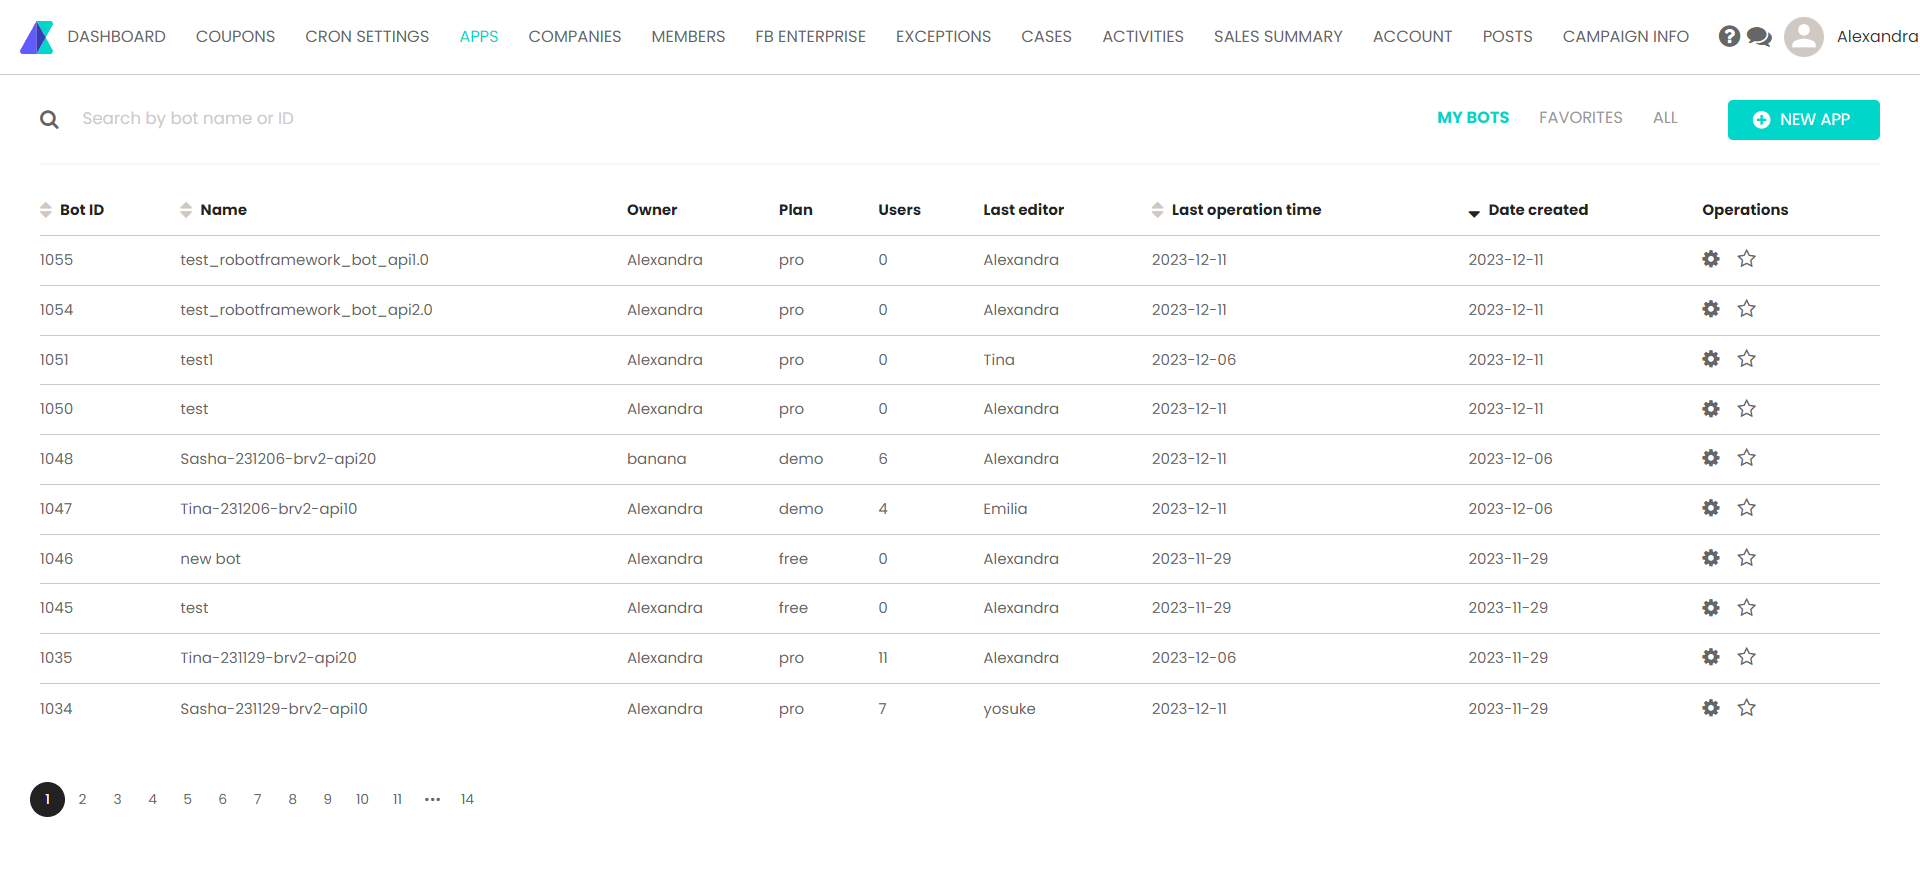 DASHBOARD COUPONS CRON SETTINGS APPS COMPANIES MEMBERS FB ENTERPRISE EXCEPTIONS CASES ACTIVITIES SALES SUMMARY ACCOUNT POSTS CAMPAIGN INFO Alexandra
Search by bot name or ID MY BOTS FAVORITES ALL NEW APP
Bot ID Name Owner Plan Users Last editor Last operation time Date created Operations
1055 test_robotframework_bot_api1.0 Alexandra pro 0 Alexandra 2023-12-11 2023-12-11
1054 test_robotframework_bot_api2.0 Alexandra pro 0 Alexandra 2023-12-11 2023-12-11
1051 test1 Alexandra pro 0 Tina 2023-12-06 2023-12-11
1050 test Alexandra pro 0 Alexandra 2023-12-11 2023-12-11
1048 Sasha-231206-brv2-api20 banana demo 6 Alexandra 2023-12-11 2023-12-06
1047 Tina-231206-brv2-api10 Alexandra demo 4 Emilia 2023-12-11 2023-12-06
1046 new bot Alexandra free 0 Alexandra 2023-11-29 2023-11-29
1045 test Alexandra free 0 Alexandra 2023-11-29 2023-11-29
1035 Tina-231129-brv2-api20 Alexandra pro 11 Alexandra 2023-12-06 2023-11-29
1034 Sasha-231129-brv2-api10 Alexandra pro 7 yosuke 2023-12-11 2023-11-29
1 2 3 4 5 6 7 8 9 10 11 ••• 14